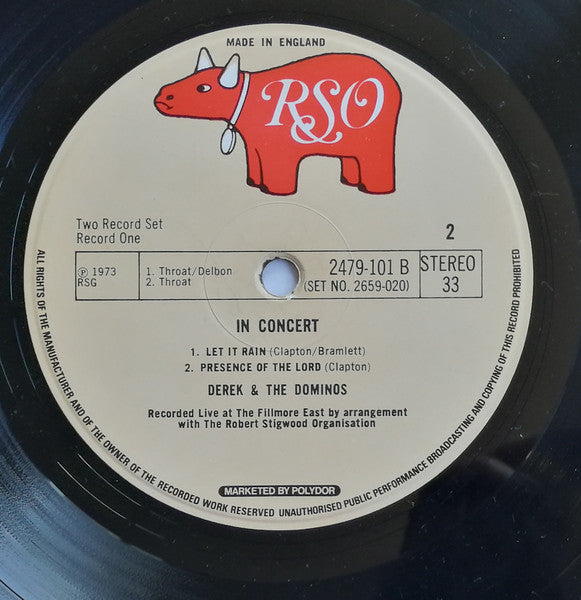 MADE IN ENGLAND
RSO
Two Record Set
Record One
2
℗ 1973
RSG
1. Throat/Delbon
2. Throat
2479-101 B
(SET NO. 2659-020)
STEREO
33
IN CONCERT
1. LET IT RAIN (Clapton/Bramlett)
2. PRESENCE OF THE LORD (Clapton)
DEREK & THE DOMINOS
Recorded Live at The Fillmore East by arrangement
with The Robert Stigwood Organisation
MARKETED BY POLYDOR
ALL RIGHTS OF THE MANUFACTURER AND OF THE OWNER OF THE RECORDED WORK RESERVED UNAUTHORISED PUBLIC PERFORMANCE BROADCASTING AND COPYING OF THIS RECORD PROHIBITED